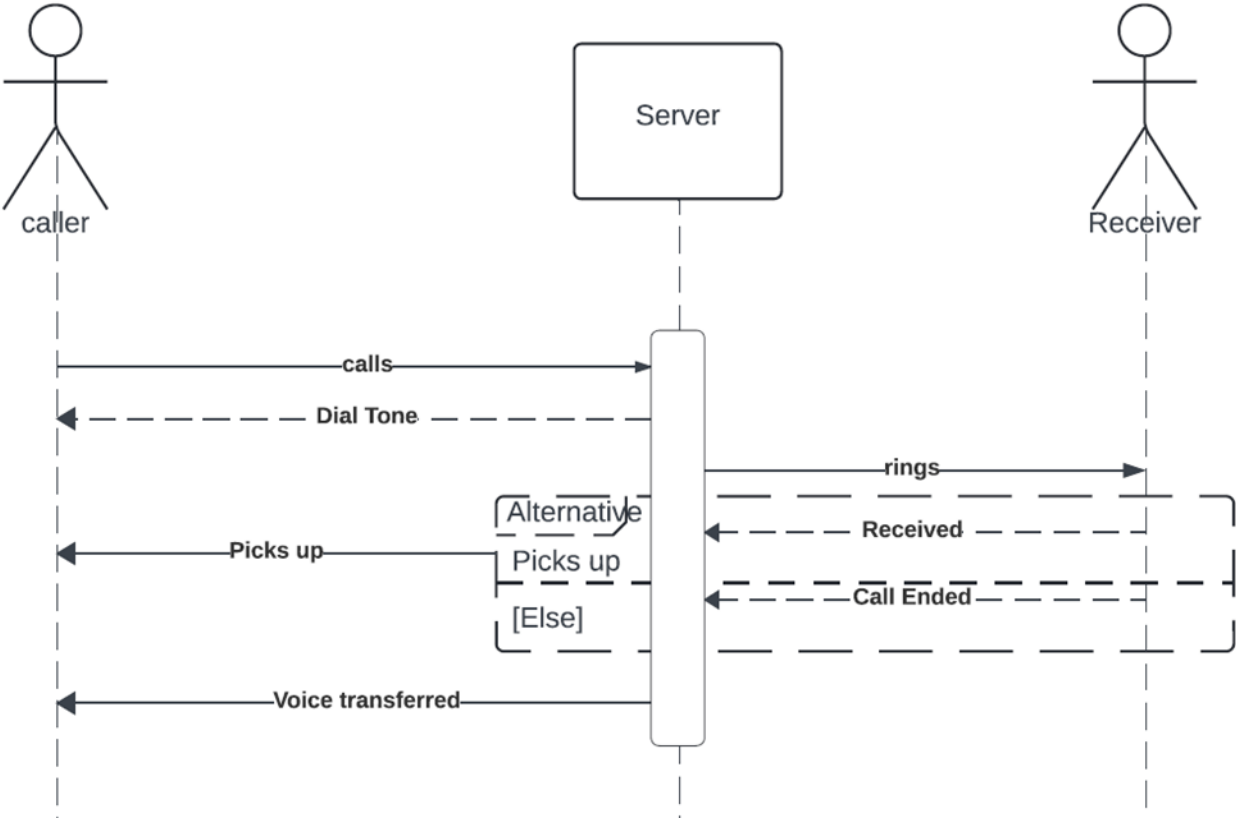 Server
caller
Receiver
calls
Dial Tone
rings
Alternative
Received
Picks up
Picks up
Call Ended
[Else]
Voice transferred